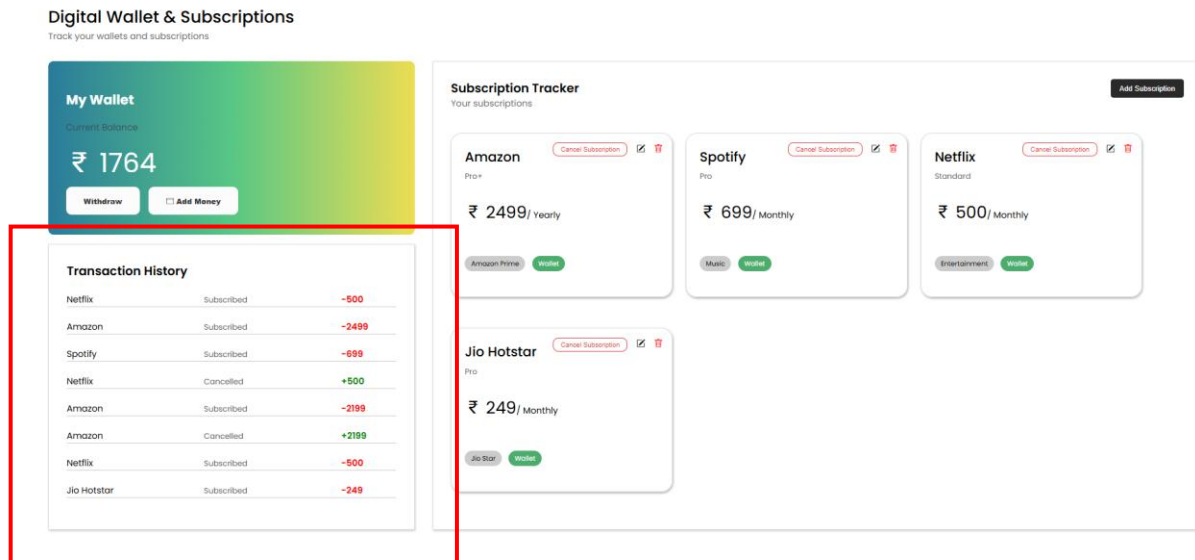 Digital Wallet & Subscriptions
Track your wallets and subscriptions
My Wallet
Current Balance
₹ 1764
Withdraw
Add Money
Transaction History
Netflix Subscribed -500
Amazon Subscribed -2499
Spotify Subscribed -699
Netflix Cancelled +500
Amazon Subscribed -2199
Amazon Cancelled +2199
Netflix Subscribed -500
Jio Hotstar Subscribed -249
Subscription Tracker
Your subscriptions
Add Subscription
Amazon
Cancel Subscription
Pro+
₹ 2499/ Yearly
Amazon Prime Wallet
Spotify
Cancel Subscription
Pro
₹ 699/ Monthly
Music Wallet
Netflix
Cancel Subscription
Standard
₹ 500/ Monthly
Entertainment Wallet
Jio Hotstar
Cancel Subscription
Pro
₹ 249/ Monthly
Jio Star Wallet